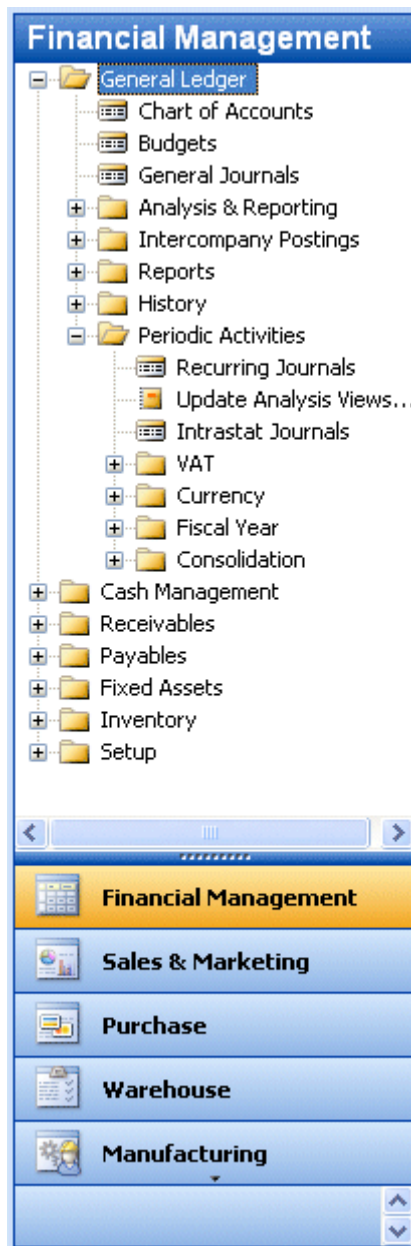 Financial Management
General Ledger
Chart of Accounts
Budgets
General Journals
Analysis & Reporting
Intercompany Postings
Reports
History
Periodic Activities
Recurring Journals
Update Analysis Views...
Intrastat Journals
VAT
Currency
Fiscal Year
Consolidation
Cash Management
Receivables
Payables
Fixed Assets
Inventory
Setup
Financial Management
Sales & Marketing
Purchase
Warehouse
Manufacturing